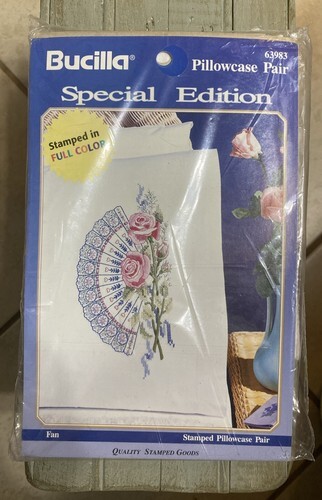 Bucilla®
63983
Pillowcase Pair
Special Edition
Stamped in
FULL COLOR
Fan
Stamped Pillowcase Pair
QUALITY STAMPED GOODS